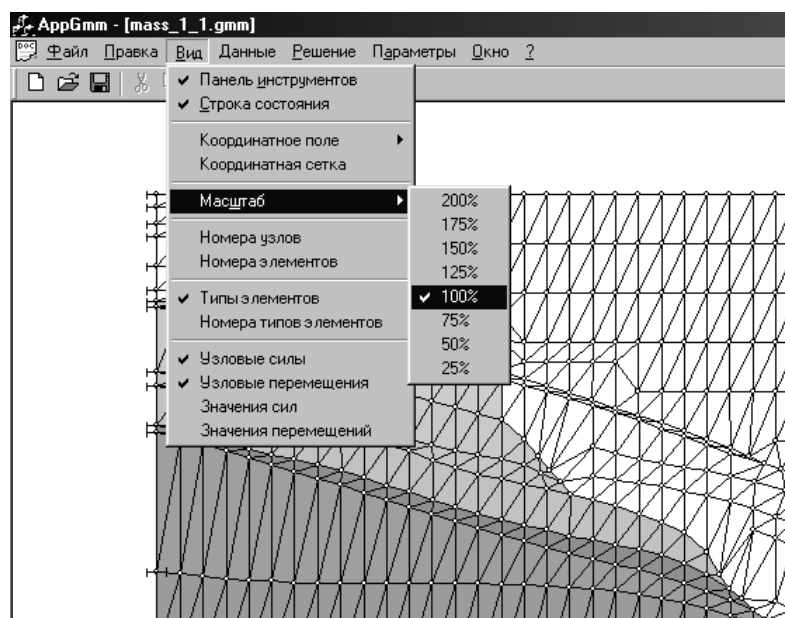 AppGmm - [mass_1_1.gmm]
Файл Правка Вид Данные Решение Параметры Окно ?
Панель инструментов
Строка состояния
Координатное поле
Координатная сетка
Масштаб
200%
175%
150%
125%
100%
75%
50%
25%
Номера узлов
Номера элементов
Типы элементов
Номера типов элементов
Узловые силы
Узловые перемещения
Значения сил
Значения перемещений